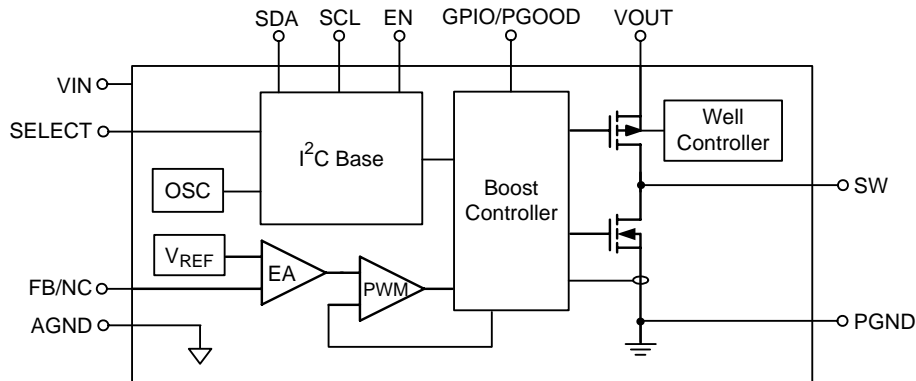 SDA SCL EN GPIO/PGOOD VOUT
VIN
SELECT
I²C Base
Well
Controller
OSC
Boost
Controller
SW
V_REF
EA
PWM
FB/NC
AGND
PGND